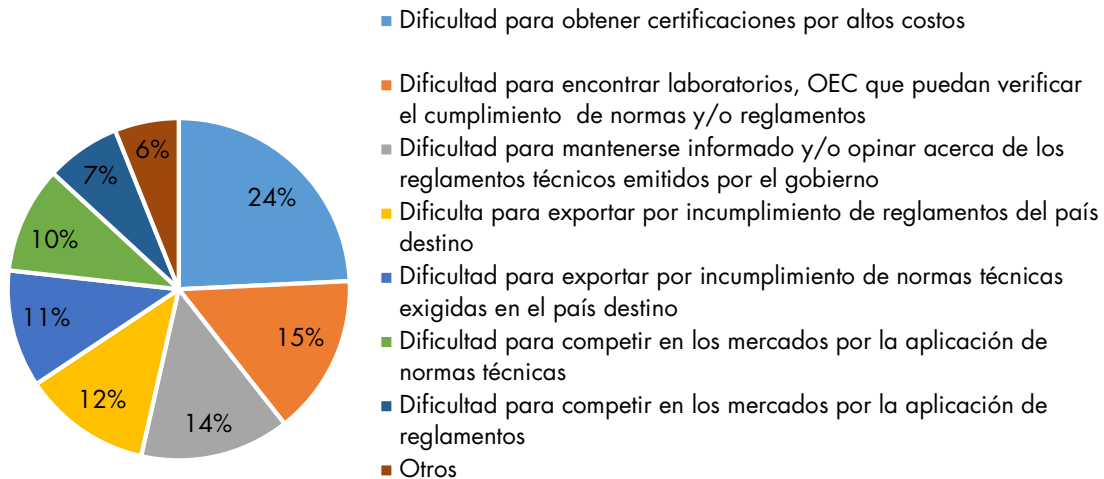 Dificultad para obtener certificaciones por altos costos
Dificultad para encontrar laboratorios, OEC que puedan verificar
el cumplimiento de normas y/o reglamentos
Dificultad para mantenerse informado y/o opinar acerca de los
reglamentos técnicos emitidos por el gobierno
Dificulta para exportar por incumplimiento de reglamentos del país
destino
Dificultad para exportar por incumplimiento de normas técnicas
exigidas en el país destino
Dificultad para competir en los mercados por la aplicación de
normas técnicas
Dificultad para competir en los mercados por la aplicación de
reglamentos
Otros
24%
15%
14%
12%
11%
10%
7%
6%